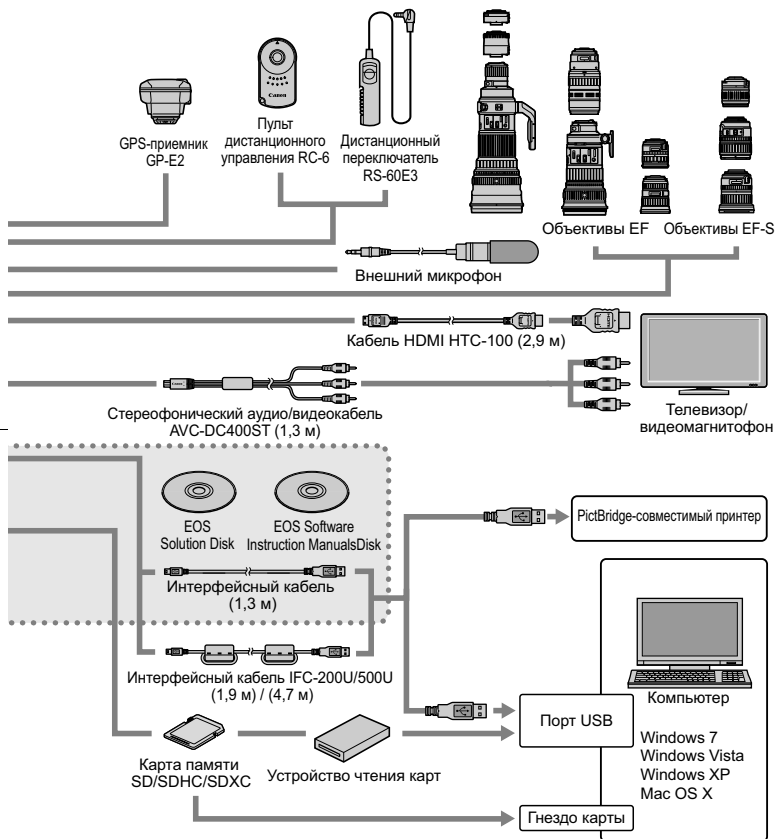 Canon
GPS-приемник
GP-E2
Пульт
дистанционного
управления RC-6
Дистанционный
переключатель
RS-60E3
Объективы EF
Объективы EF-S
Внешний микрофон
Кабель HDMI HTC-100 (2,9 м)
Canon
Стереофонический аудио/видеокабель
AVC-DC400ST (1,3 м)
Телевизор/
видеомагнитофон
EOS
Solution Disk
EOS Software
Instruction ManualsDisk
PictBridge-совместимый принтер
Интерфейсный кабель
(1,3 м)
Интерфейсный кабель IFC-200U/500U
(1,9 м) / (4,7 м)
Компьютер
Порт USB
Windows 7
Windows Vista
Windows XP
Mac OS X
Карта памяти
SD/SDHC/SDXC
Устройство чтения карт
Гнездо карты